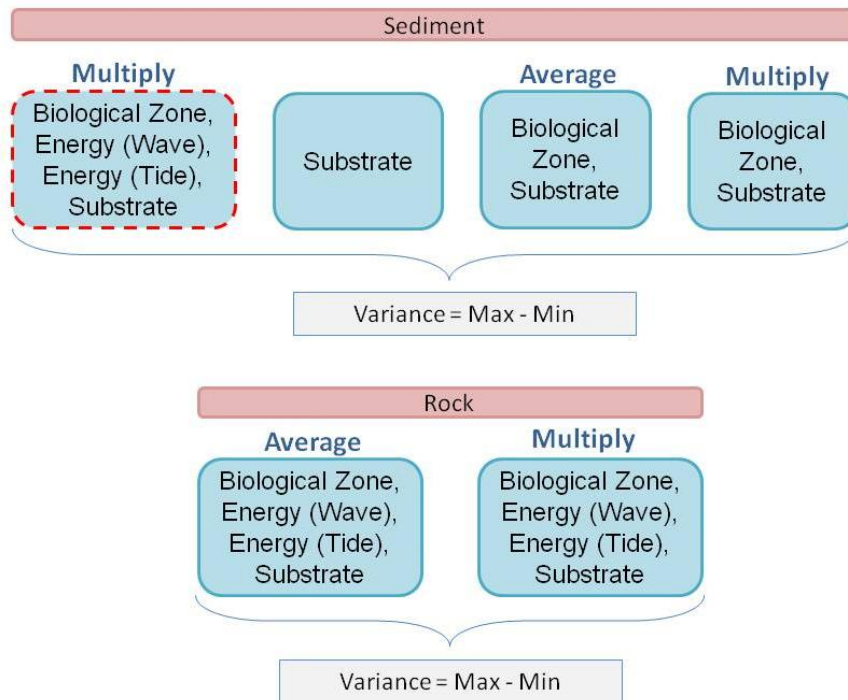 Sediment
Multiply
Biological Zone,
Energy (Wave),
Energy (Tide),
Substrate
Substrate
Average
Biological
Zone,
Substrate
Multiply
Biological
Zone,
Substrate
Variance = Max - Min
Rock
Average
Biological Zone,
Energy (Wave),
Energy (Tide),
Substrate
Multiply
Biological Zone,
Energy (Wave),
Energy (Tide),
Substrate
Variance = Max - Min